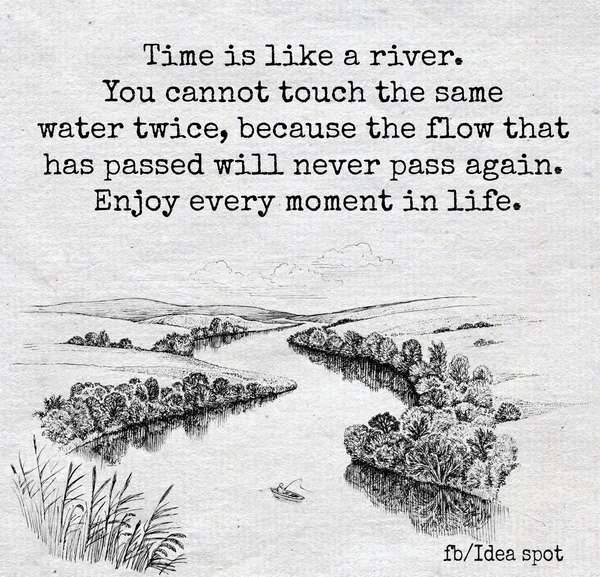 Time is like a river.
You cannot touch the same
water twice, because the flow that
has passed will never pass again.
Enjoy every moment in life.
fb/Idea spot